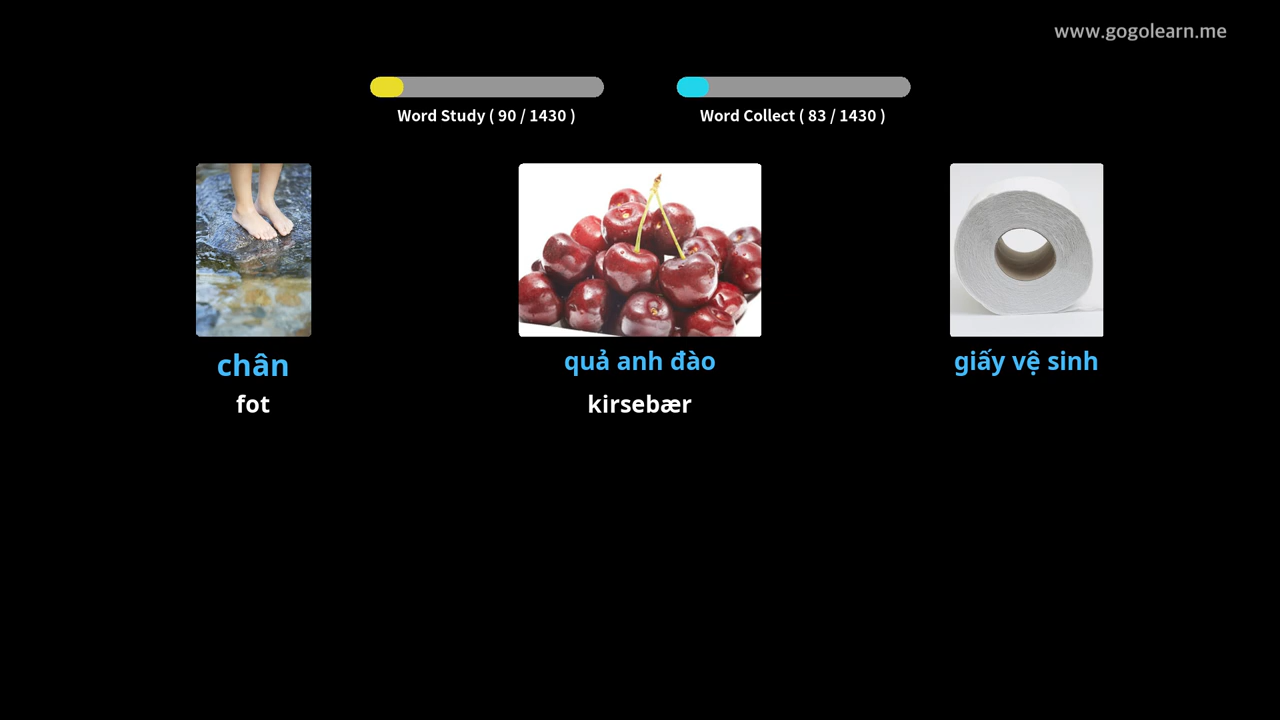 www.gogolearn.me
Word Study ( 90 / 1430 )
Word Collect ( 83 / 1430 )
chân
quả anh đào
giấy vệ sinh
fot
kirsebær